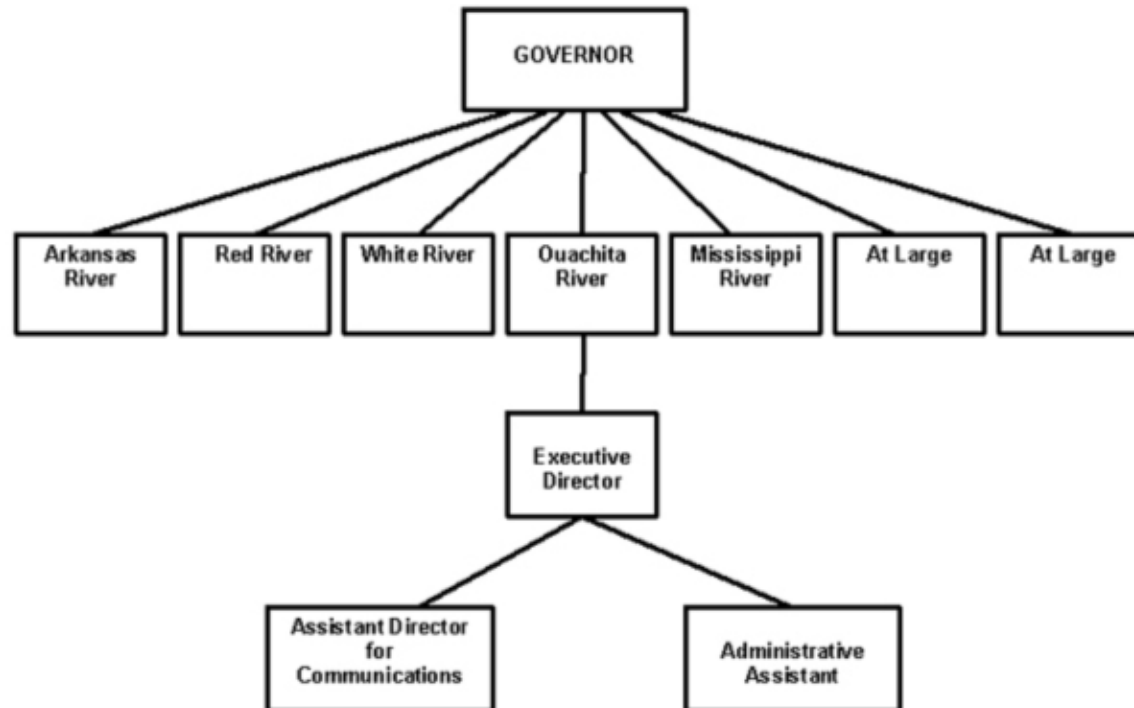 GOVERNOR
Arkansas
River
Red River
White River
Ouachita
River
Mississippi
River
At Large
At Large
Executive
Director
Assistant Director
for
Communications
Administrative
Assistant